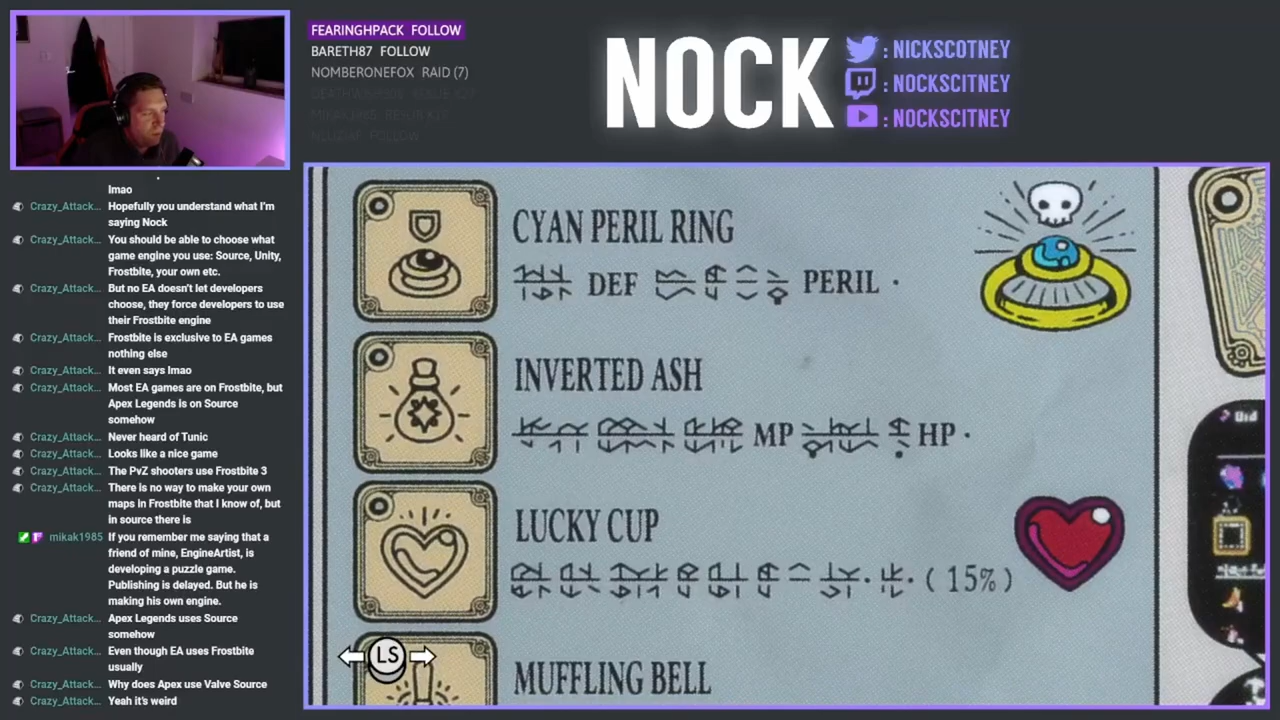 FEARINGHPACK FOLLOW
BARETH87 FOLLOW
NOMBERONEFOX RAID (7)
NOCK
: NICKSCOTNEY
: NOCKSCITNEY
: NOCKSCITNEY
lmao
Crazy_Attack... Hopefully you understand what I'm
saying Nock
Crazy_Attack... You should be able to choose what
game engine you use: Source, Unity,
Frostbite, your own etc.
Crazy_Attack... But no EA doesn't let developers
choose, they force developers to use
their Frostbite engine
Crazy_Attack... Frostbite is exclusive to EA games
nothing else
Crazy_Attack... It even says lmao
Crazy_Attack... Most EA games are on Frostbite, but
Apex Legends is on Source
somehow
Crazy_Attack... Never heard of Tunic
Crazy_Attack... Looks like a nice game
Crazy_Attack... The PvZ shooters use Frostbite 3
Crazy_Attack... There is no way to make your own
maps in Frostbite that I know of, but
in source there is
mikak1985 If you remember me saying that a
friend of mine, EngineArtist, is
developing a puzzle game.
Publishing is delayed. But he is
making his own engine.
Crazy_Attack... Apex Legends uses Source
somehow
Crazy_Attack... Even though EA uses Frostbite
usually
Crazy_Attack... Why does Apex use Valve Source
Crazy_Attack... Yeah it's weird
CYAN PERIL RING
DEF PERIL .
INVERTED ASH
MP HP .
LUCKY CUP
(15%)
MUFFLING BELL
LS